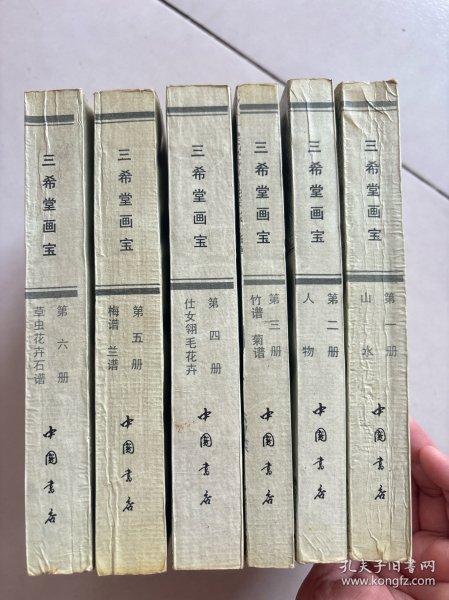 三希堂画宝
第六册
草虫花卉石谱
中国书店
三希堂画宝
第五册
梅谱 兰谱
中国书店
三希堂画宝
第四册
仕女翎毛花卉
中国书店
三希堂画宝
第三册
竹谱 菊谱
中国书店
三希堂画宝
第二册
人物
中国书店
三希堂画宝
第一册
山水
中国书店
孔夫子旧书网
www.kongfz.com